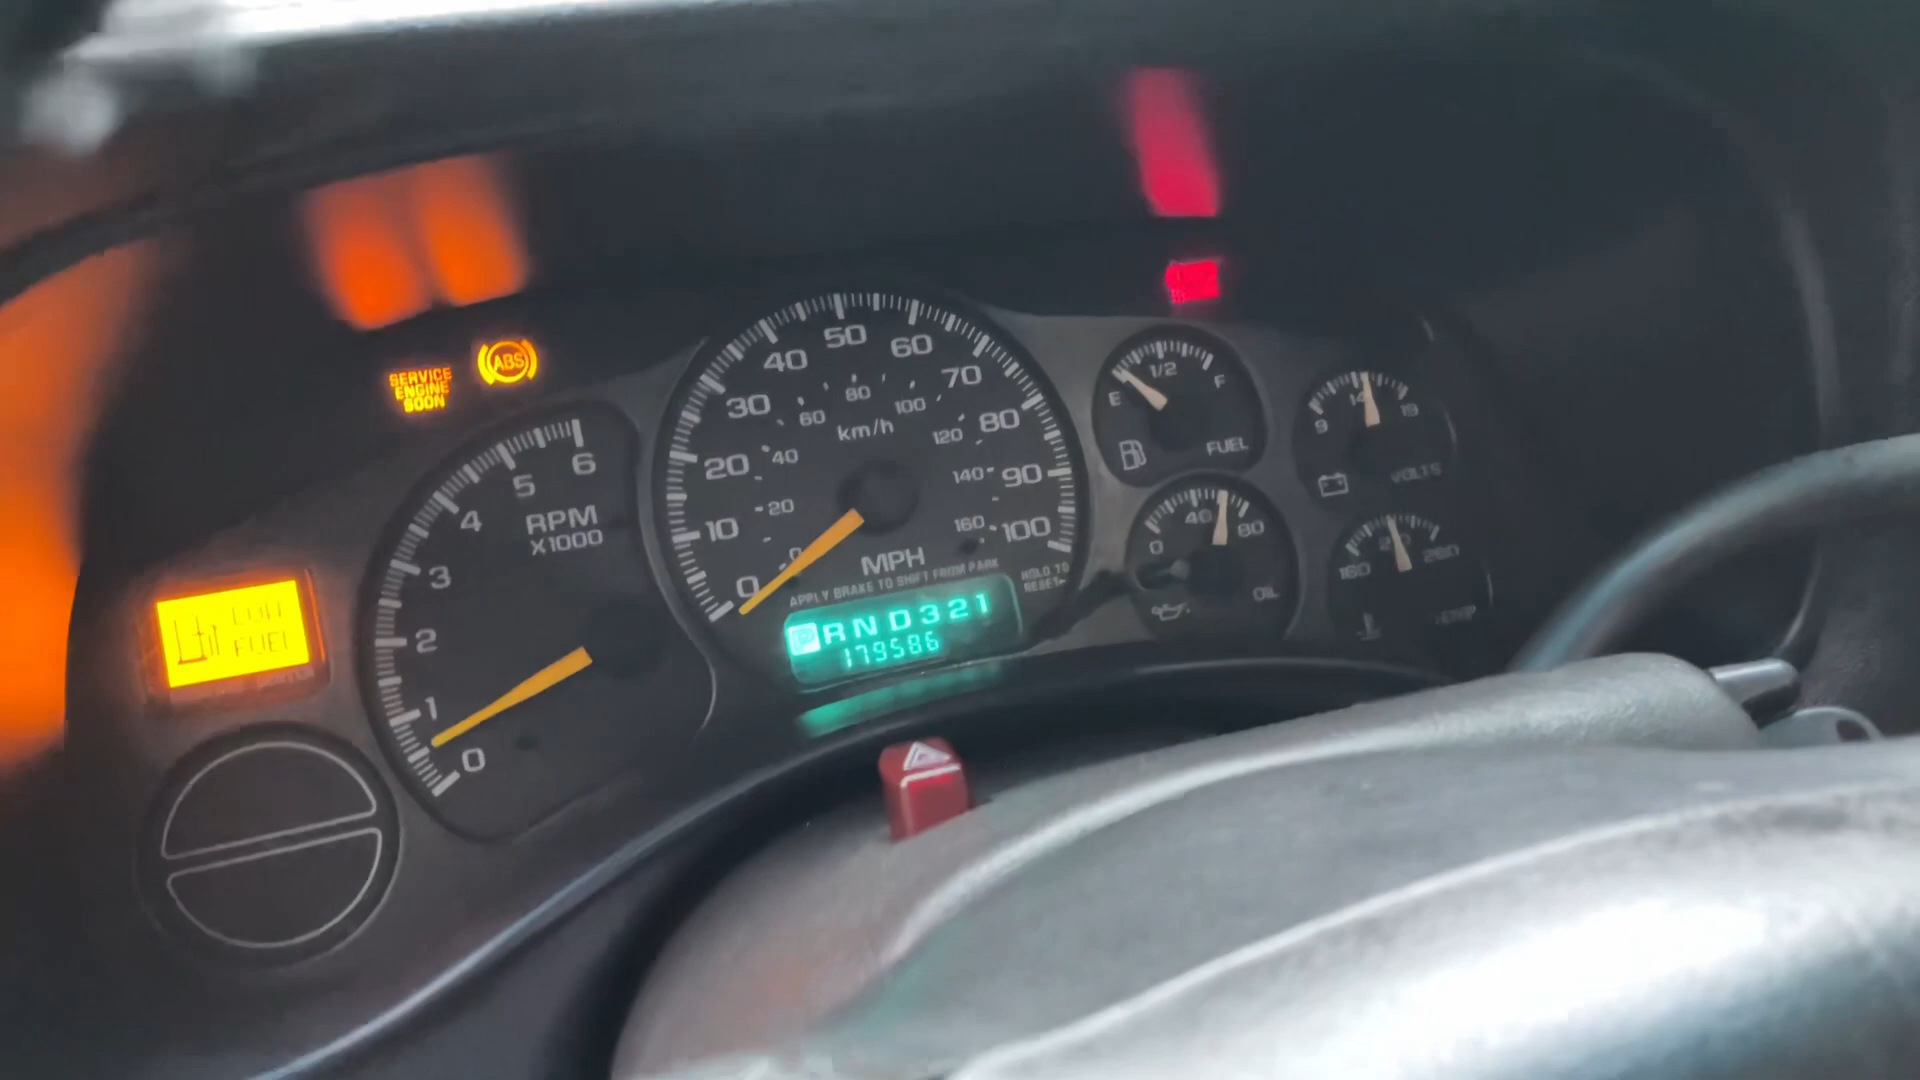 SERVICE
ENGINE
SOON
ABS
LOW
FUEL
0 1 2 3 4 5 6
RPM
X1000
0 10 20 30 40 50 60 70 80 90 100
0 20 40 60 80 100 120 140 160
km/h
MPH
APPLY BRAKE TO SHIFT FROM PARK
HOLD TO
RESET
PRND321
179586
E 1/2 F
FUEL
9 14 19
VOLTS
0 40 80
OIL
160 210 260
TEMP